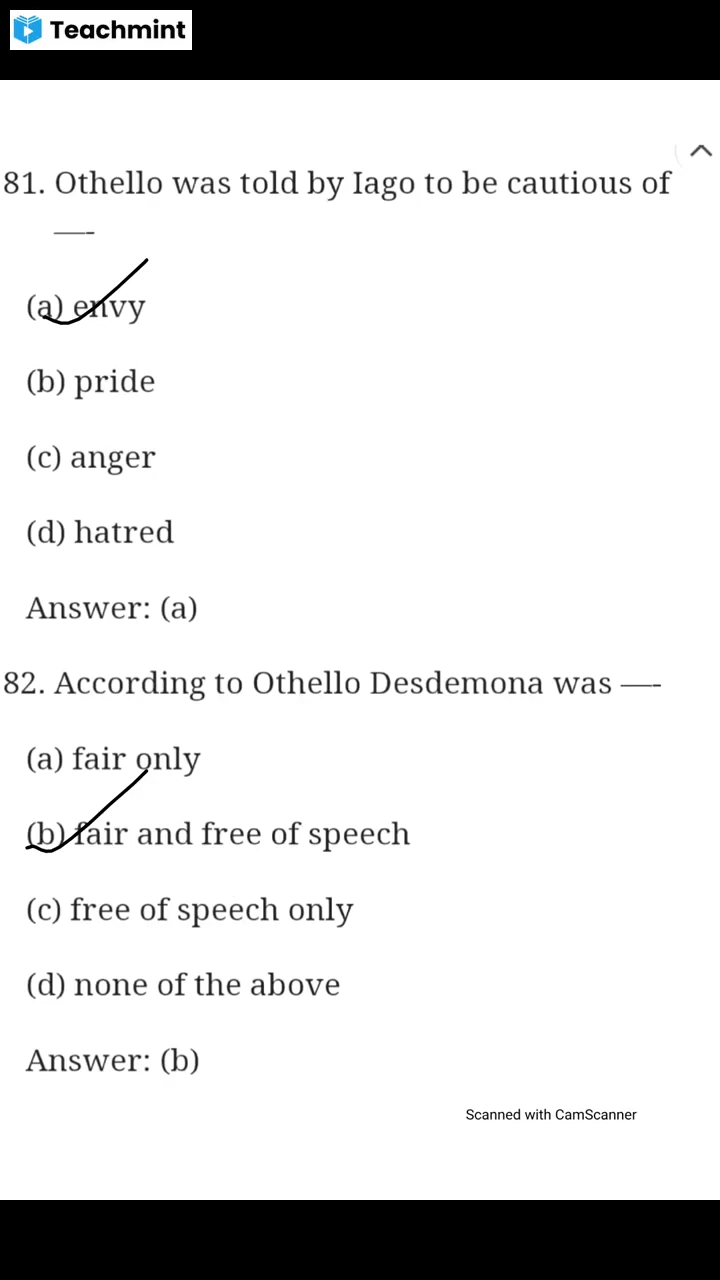 Teachmint
81. Othello was told by Iago to be cautious of
—-
(a) envy
(b) pride
(c) anger
(d) hatred
Answer: (a)
82. According to Othello Desdemona was —-
(a) fair only
(b) fair and free of speech
(c) free of speech only
(d) none of the above
Answer: (b)
Scanned with CamScanner